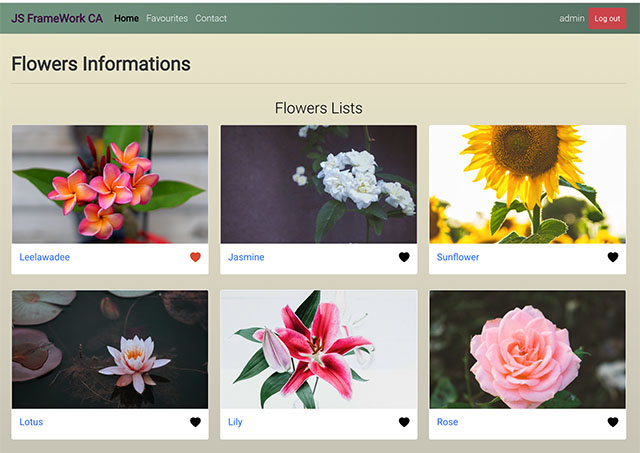 JS FrameWork CA Home Favourites Contact admin Log out
Flowers Informations
Flowers Lists
Leelawadee Jasmine Sunflower
Lotus Lily Rose